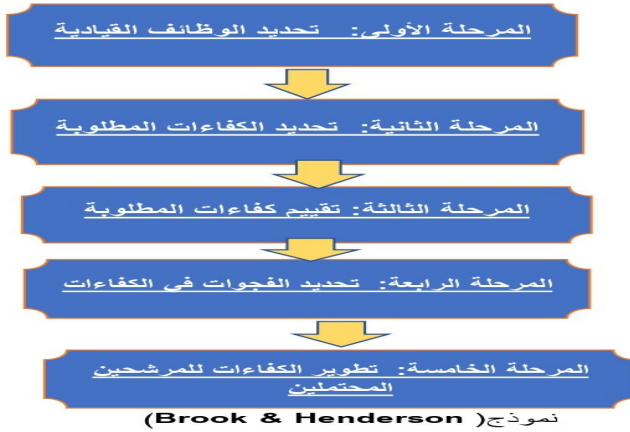 المرحلة الأولى: تحديد الوظائف القيادية
المرحلة الثانية: تحديد الكفاءات المطلوبة
المرحلة الثالثة: تقييم كفاءات المطلوبة
المرحلة الرابعة: تحديد الفجوات في الكفاءات
المرحلة الخامسة: تطوير الكفاءات للمرشحين
المحتملين
نموذج( Brook & Henderson)